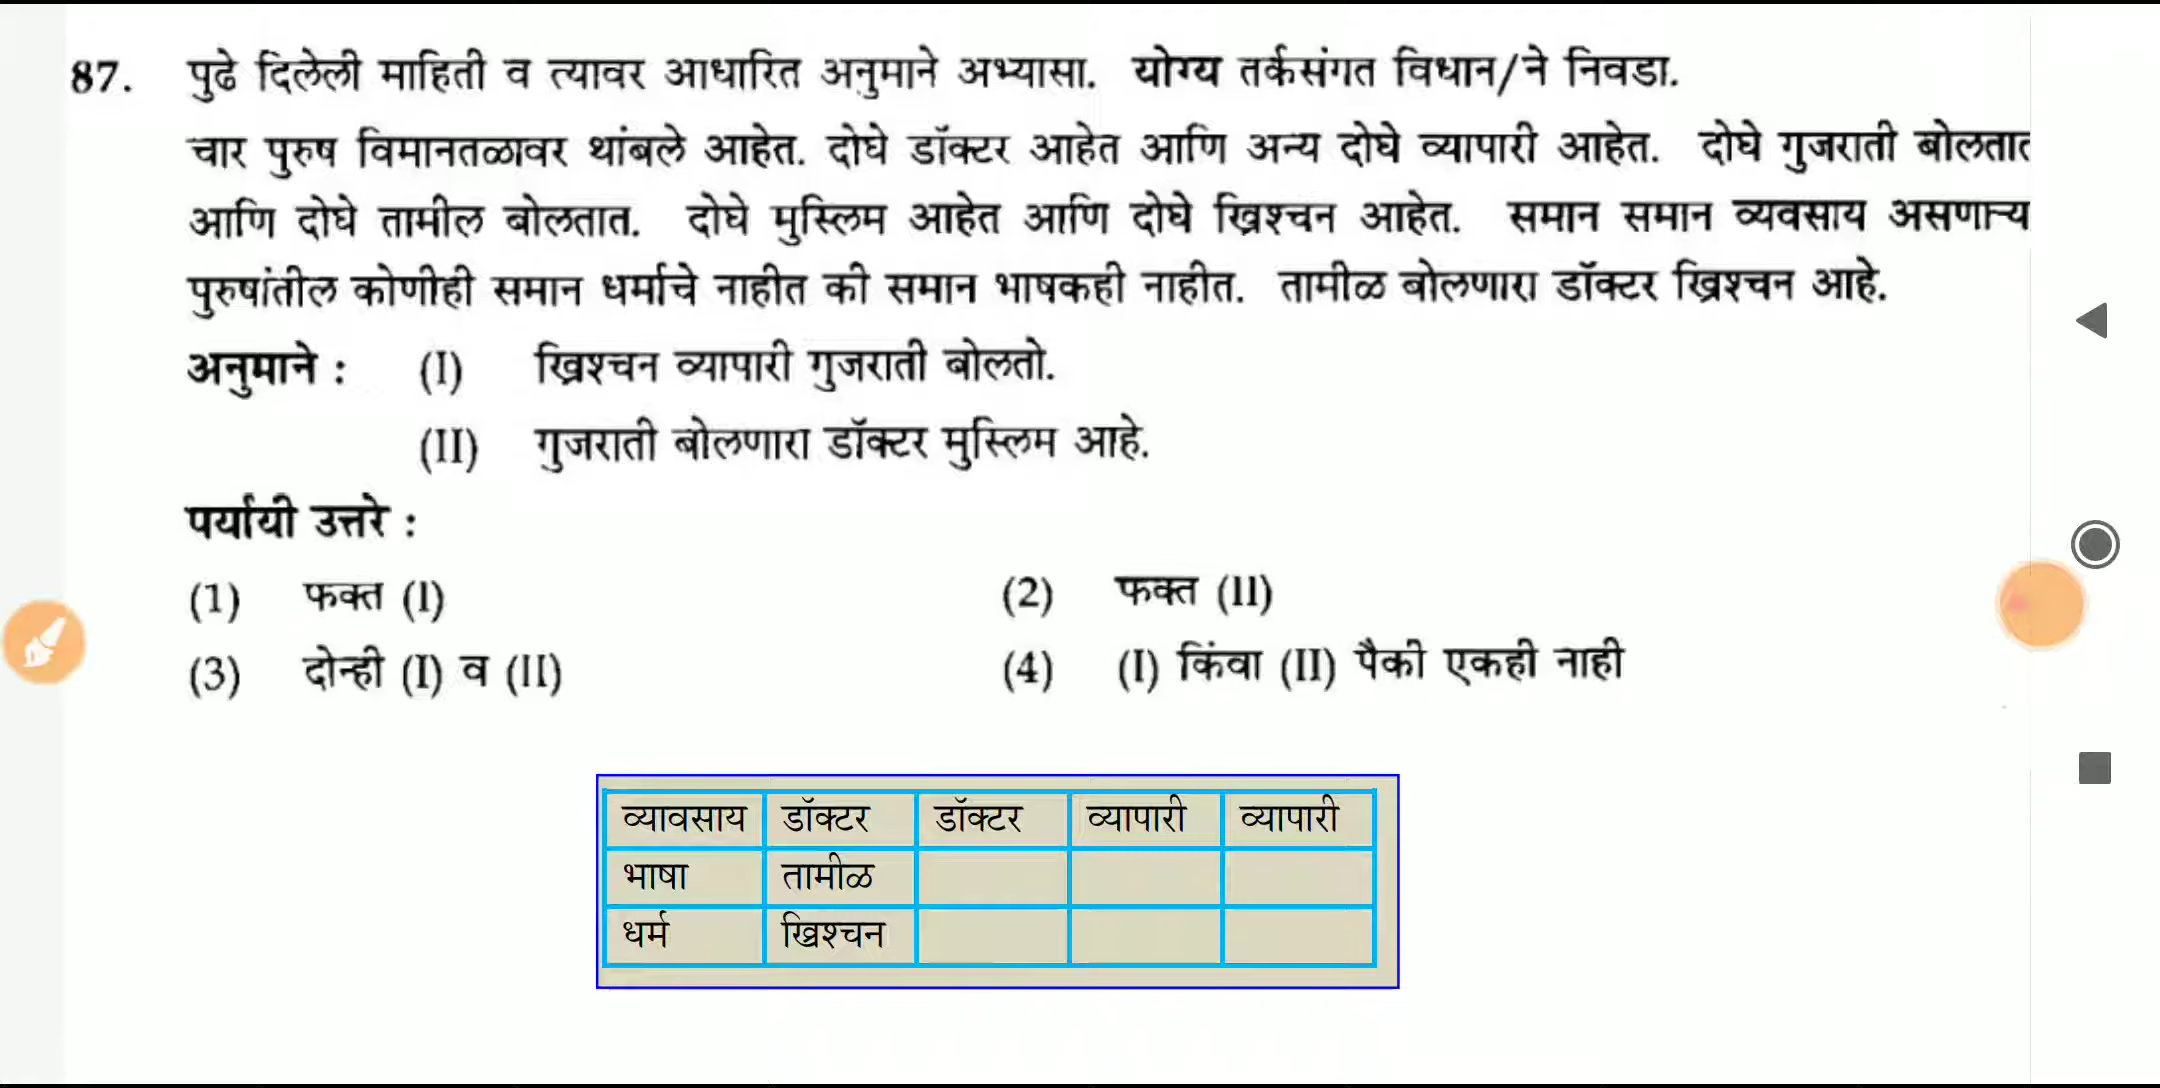 87. पुढे दिलेली माहिती व त्यावर आधारित अनुमाने अभ्यासा. योग्य तर्कसंगत विधान/ने निवडा.
चार पुरुष विमानतळावर थांबले आहेत. दोघे डॉक्टर आहेत आणि अन्य दोघे व्यापारी आहेत. दोघे गुजराती बोलतात
आणि दोघे तामील बोलतात. दोघे मुस्लिम आहेत आणि दोघे ख्रिश्चन आहेत. समान समान व्यवसाय असणाऱ्य
पुरुषांतील कोणीही समान धर्माचे नाहीत की समान भाषकही नाहीत. तामीळ बोलणारा डॉक्टर ख्रिश्चन आहे.
अनुमाने : (I) ख्रिश्चन व्यापारी गुजराती बोलतो.
(II) गुजराती बोलणारा डॉक्टर मुस्लिम आहे.
पर्यायी उत्तरे :
(1) फक्त (I) (2) फक्त (II)
(3) दोन्ही (I) व (II) (4) (I) किंवा (II) पैकी एकही नाही
व्यावसाय डॉक्टर डॉक्टर व्यापारी व्यापारी
भाषा तामीळ
धर्म ख्रिश्चन